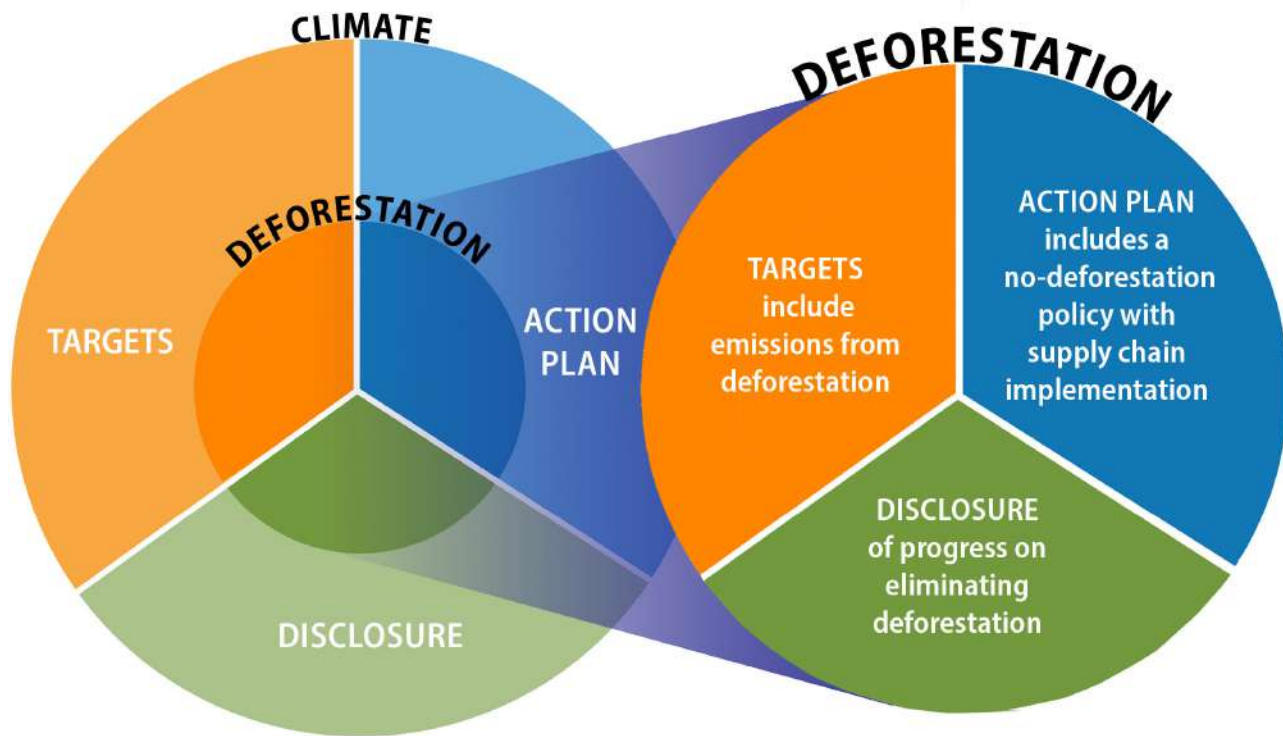 CLIMATE
DEFORESTATION
TARGETS
ACTION
PLAN
DISCLOSURE
DEFORESTATION
TARGETS
include
emissions from
deforestation
ACTION PLAN
includes a
no-deforestation
policy with
supply chain
implementation
DISCLOSURE
of progress on
eliminating
deforestation